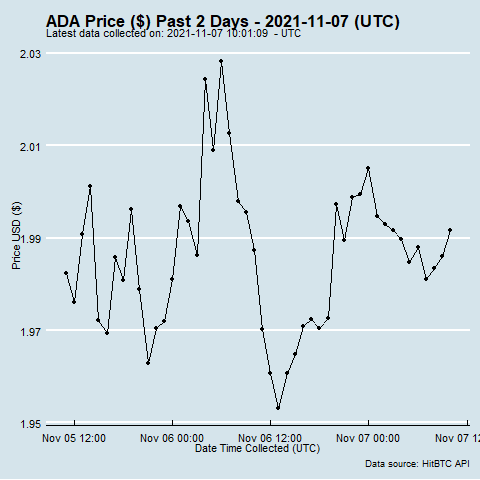 ADA Price ($) Past 2 Days - 2021-11-07 (UTC)
Latest data collected on: 2021-11-07 10:01:09  - UTC
2.03
2.01
1.99
1.97
1.95
Price USD ($)
Nov 05 12:00
Nov 06 00:00
Nov 06 12:00
Nov 07 00:00
Nov 07 12
Date Time Collected (UTC)
Data source: HitBTC API